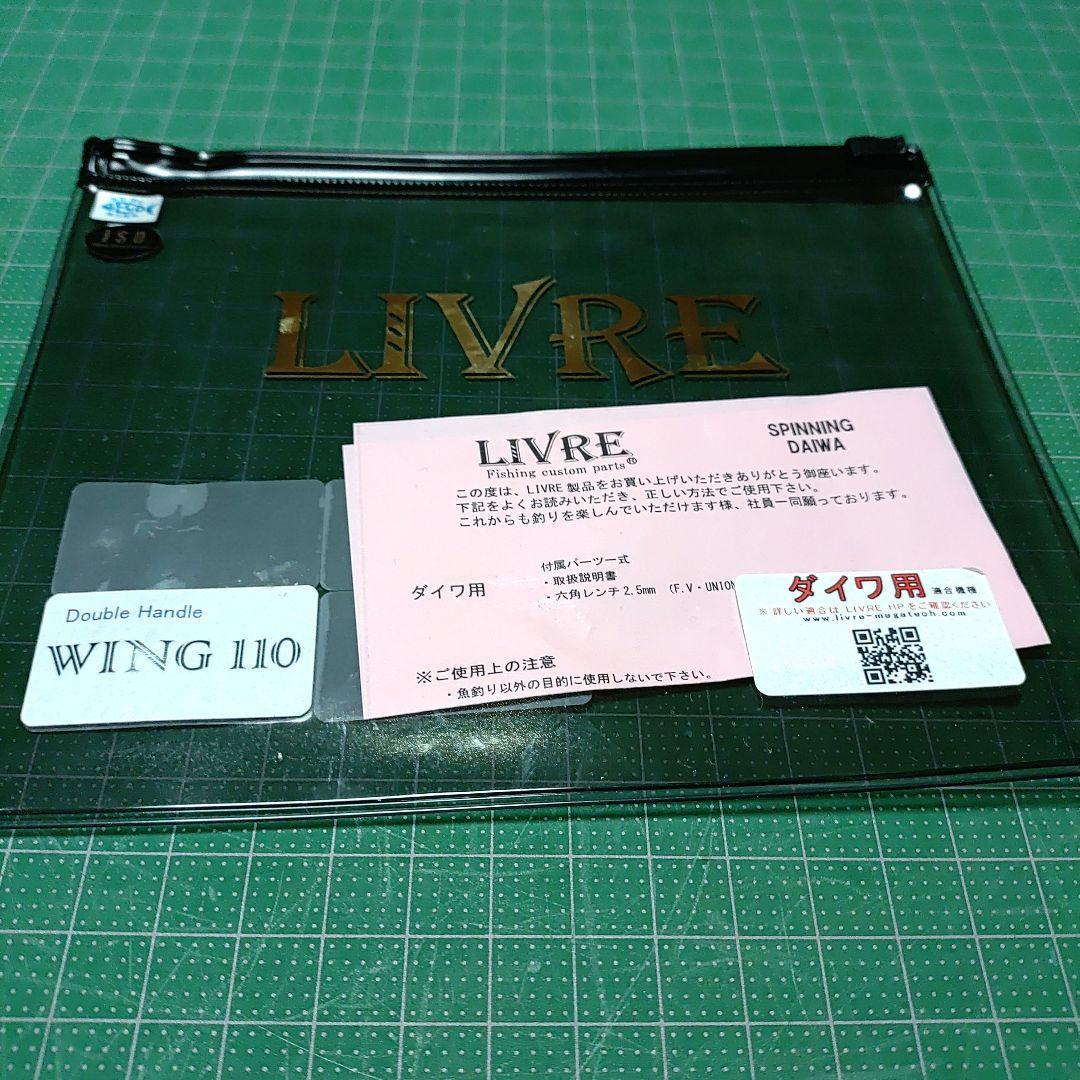 JSD
LIVRE
LIVRE®
Fishing custom parts
SPINNING
DAIWA
この度は、LIVRE製品をお買い上げいただきありがとう御座います。
下記をよくお読みいただき、正しい方法でご使用下さい。
これからも釣りを楽しんでいただけます様、社員一同願っております。
ダイワ用
付属パーツ一式
・取扱説明書
・六角レンチ2.5mm (F.V・UNION
※ご使用上の注意
・魚釣り以外の目的に使用しないで下さい。
Double Handle
WING 110
ダイワ用 適合機種
※ 詳しい適合は LIVRE HP をご確認ください
www.livre-megatech.com